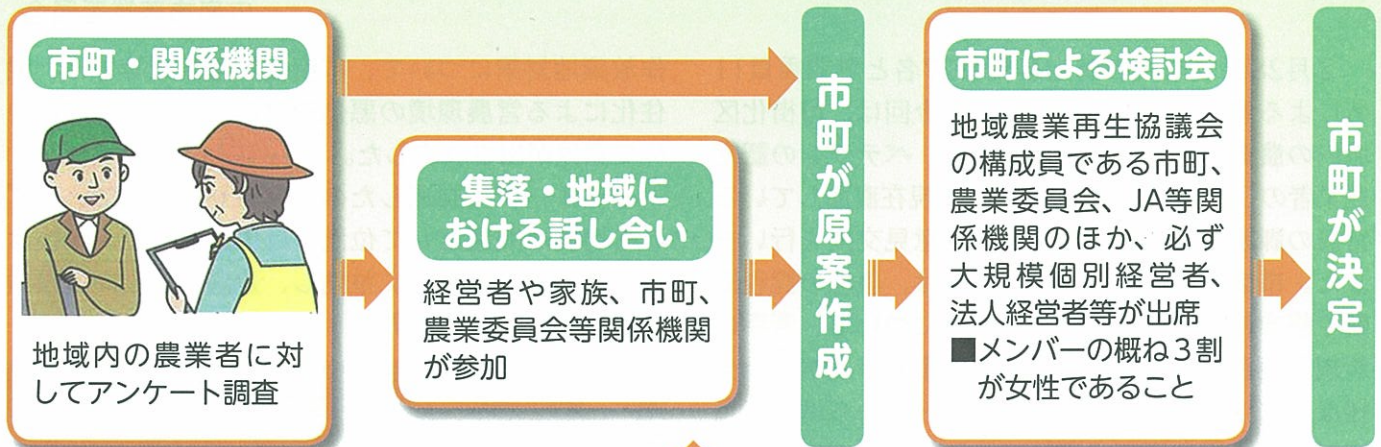 市町・関係機関
地域内の農業者に対
してアンケート調査
集落・地域に
おける話し合い
経営者や家族、市町、
農業委員会等関係機関
が参加
市町が原案作成
市町による検討会
地域農業再生協議会
の構成員である市町、
農業委員会、JA等関
係機関のほか、必ず
大規模個別経営者、
法人経営者等が出席
■メンバーの概ね3割
が女性であること
市町が決定